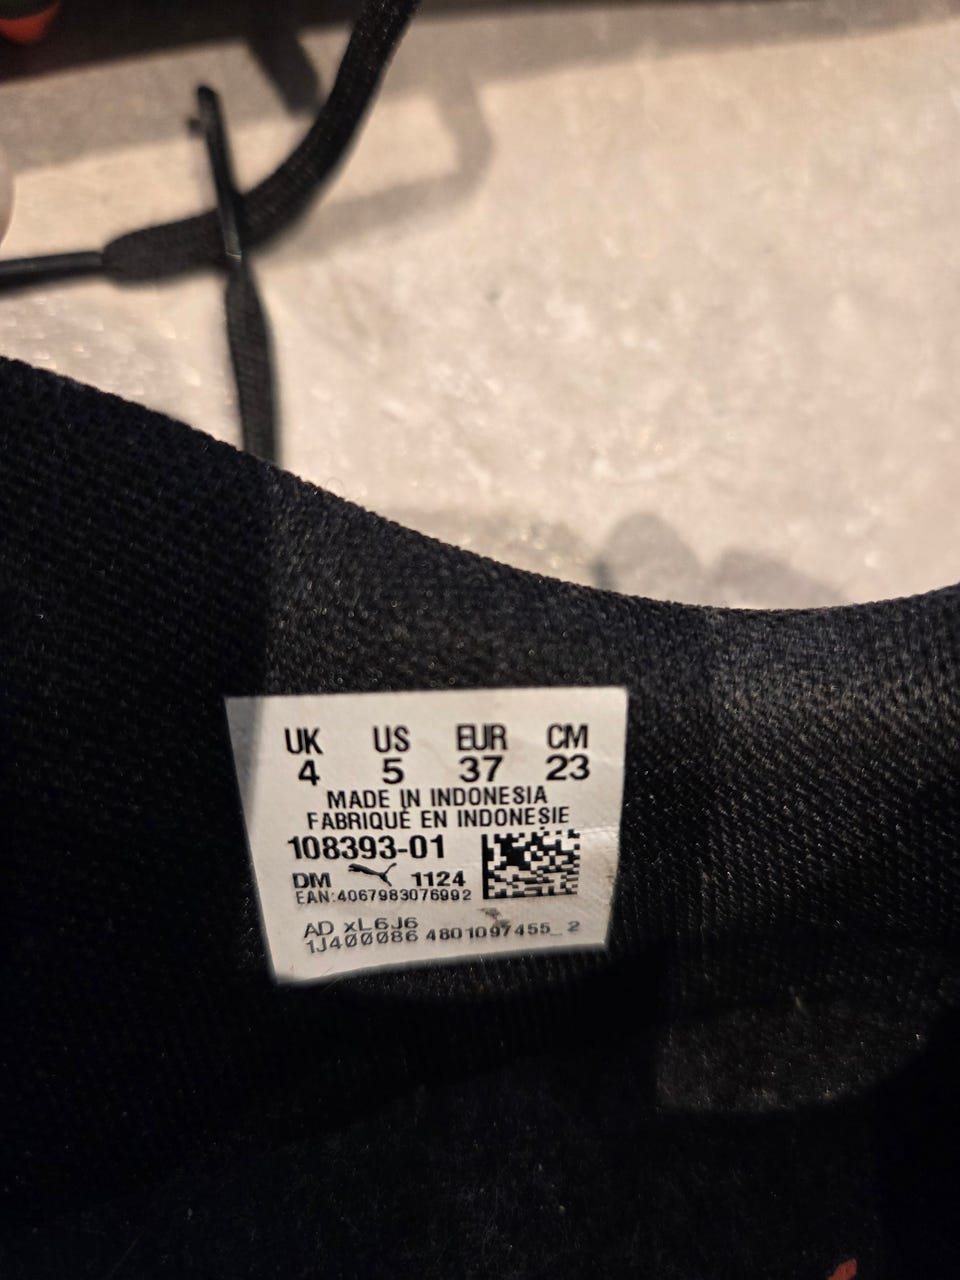 UK US EUR CM
4 5 37 23
MADE IN INDONESIA
FABRIQUÉ EN INDONÉSIE
108393-01
DM 1124
EAN:4067983076992
AD xL6J6
1J400086 4801097455_2